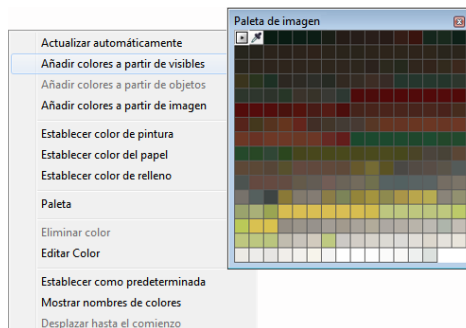 Paleta de imagen
Actualizar automáticamente
Añadir colores a partir de visibles
Añadir colores a partir de objetos
Añadir colores a partir de imagen
Establecer color de pintura
Establecer color del papel
Establecer color de relleno
Paleta
Eliminar color
Editar Color
Establecer como predeterminada
Mostrar nombres de colores
Desplazar hasta el comienzo